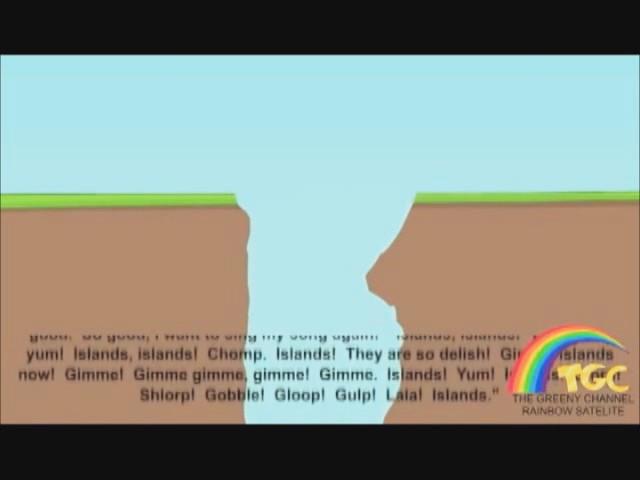 good! So good, I want to sing my song again! "Islands, islands!
yum! Islands, islands! Chomp. Islands! They are so delish! islands
now! Gimme! Gimme gimme, gimme! Gimme. Islands! Yum!
Shlorp! Gobble! Gloop! Gulp! Lala! Islands."
TGC
THE GREENY CHANNEL
RAINBOW SATELITE